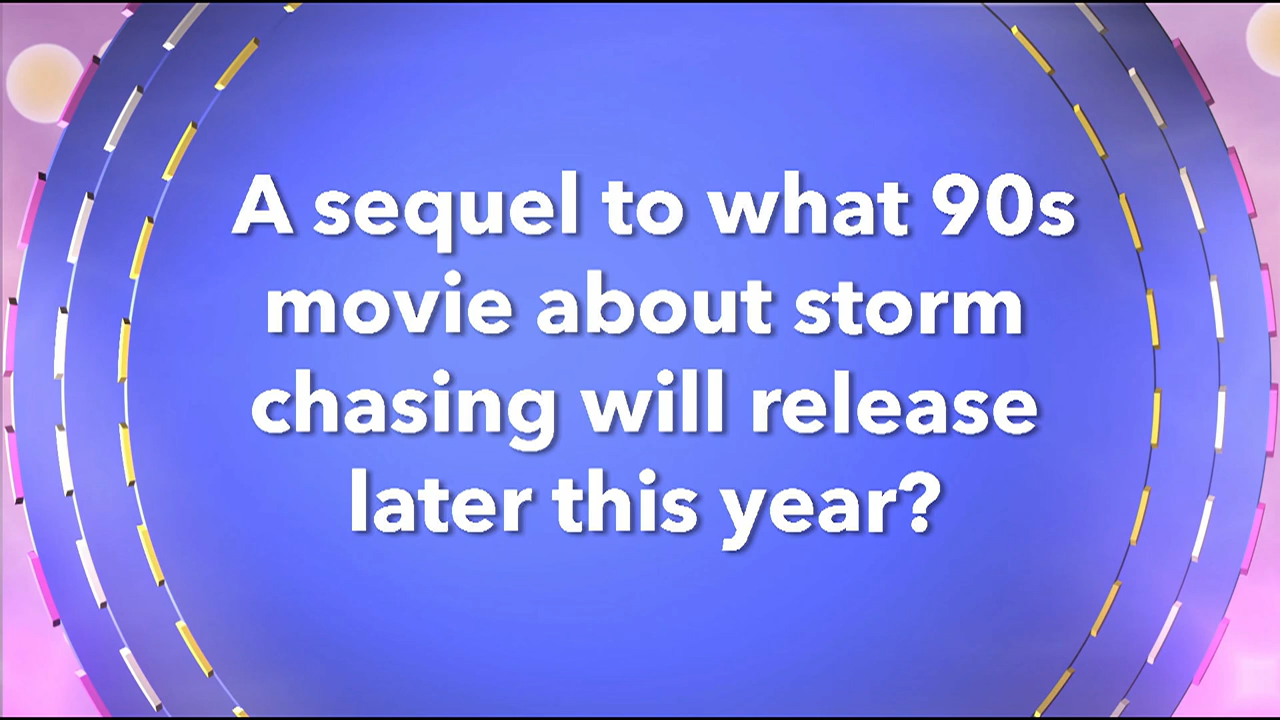 A sequel to what 90s
movie about storm
chasing will release
later this year?